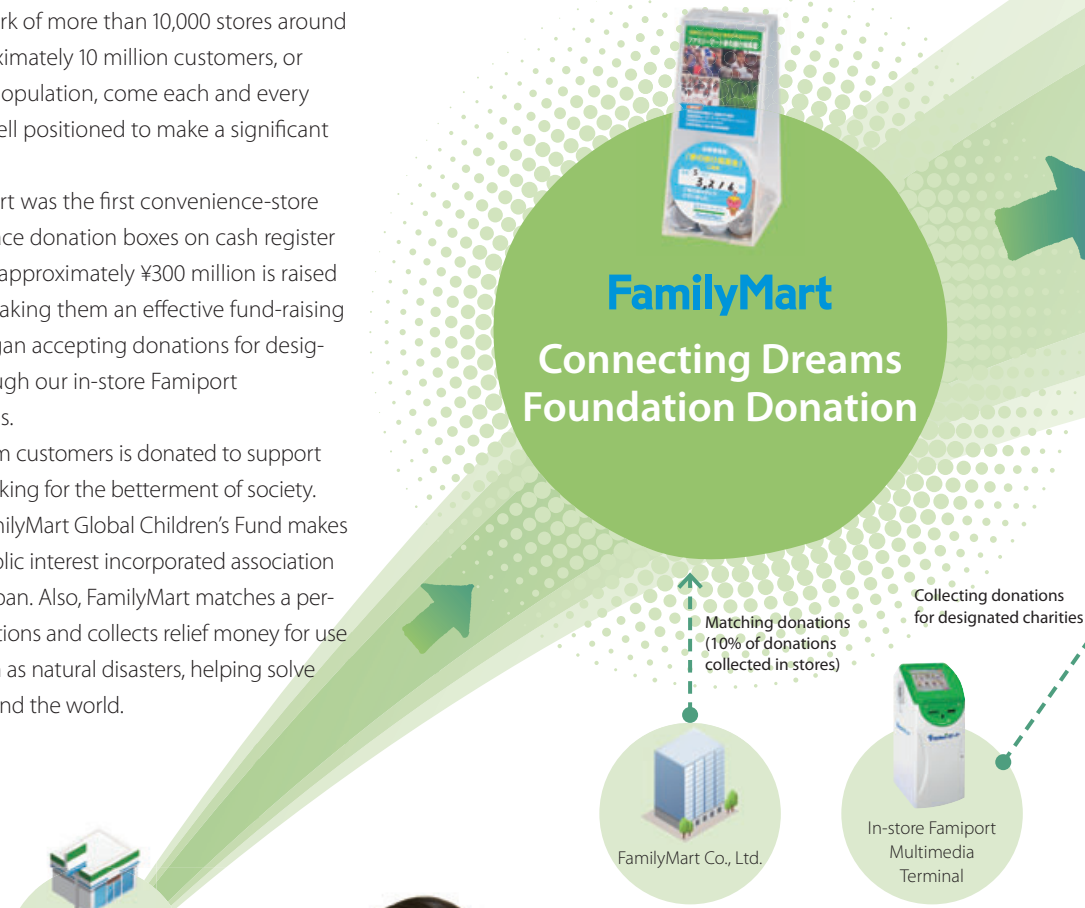 rk of more than 10,000 stores around
ximately 10 million customers, or
opulation, come each and every
ell positioned to make a significant
rt was the first convenience-store
ace donation boxes on cash register
approximately ¥300 million is raised
aking them an effective fund-raising
gan accepting donations for desig-
ugh our in-store Famiport
s.
m customers is donated to support
king for the betterment of society.
milyMart Global Children's Fund makes
blic interest incorporated association
pan. Also, FamilyMart matches a per-
tions and collects relief money for use
n as natural disasters, helping solve
nd the world.
3,216
FamilyMart
Connecting Dreams
Foundation Donation
Matching donations
(10% of donations
collected in stores)
Collecting donations
for designated charities
FamilyMart Co., Ltd.
In-store Famiport
Multimedia
Terminal